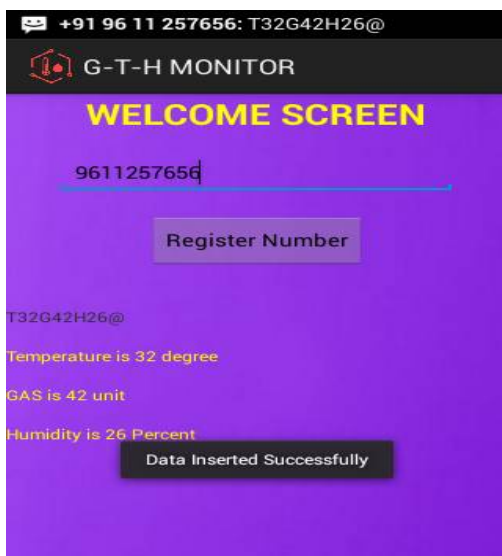 +91 96 11 257656: T32G42H26@
G-T-H MONITOR
WELCOME SCREEN
9611257656
Register Number
T32G42H26@
Temperature is 32 degree
GAS is 42 unit
Humidity is 26 Percent
Data Inserted Successfully